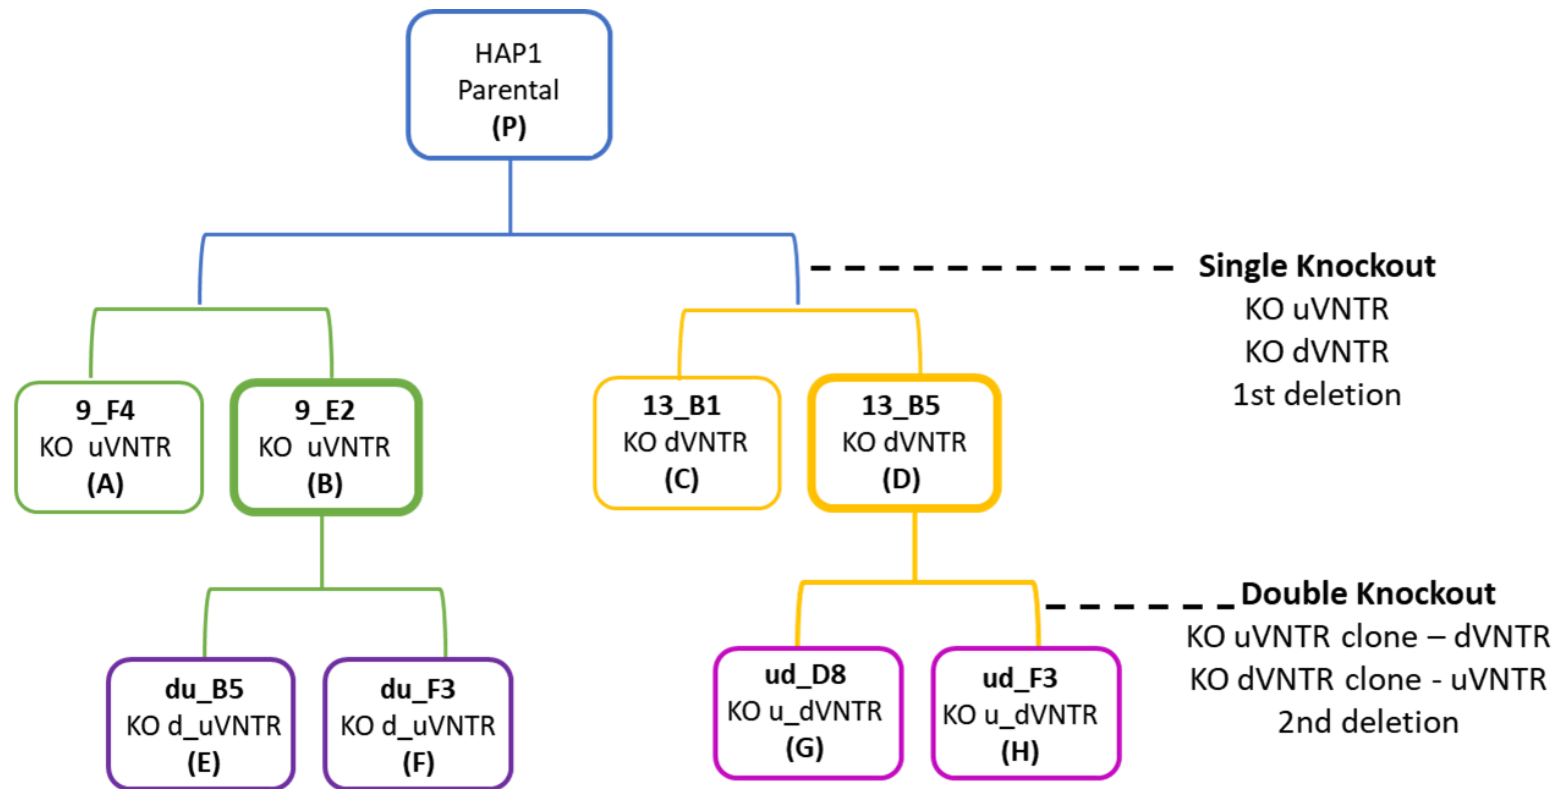 HAP1
Parental
(P)
Single Knockout
KO uVNTR
KO dVNTR
1st deletion
9_F4
KO uVNTR
(A)
9_E2
KO uVNTR
(B)
13_B1
KO dVNTR
(C)
13_B5
KO dVNTR
(D)
Double Knockout
KO uVNTR clone – dVNTR
KO dVNTR clone - uVNTR
2nd deletion
du_B5
KO d_uVNTR
(E)
du_F3
KO d_uVNTR
(F)
ud_D8
KO u_dVNTR
(G)
ud_F3
KO u_dVNTR
(H)